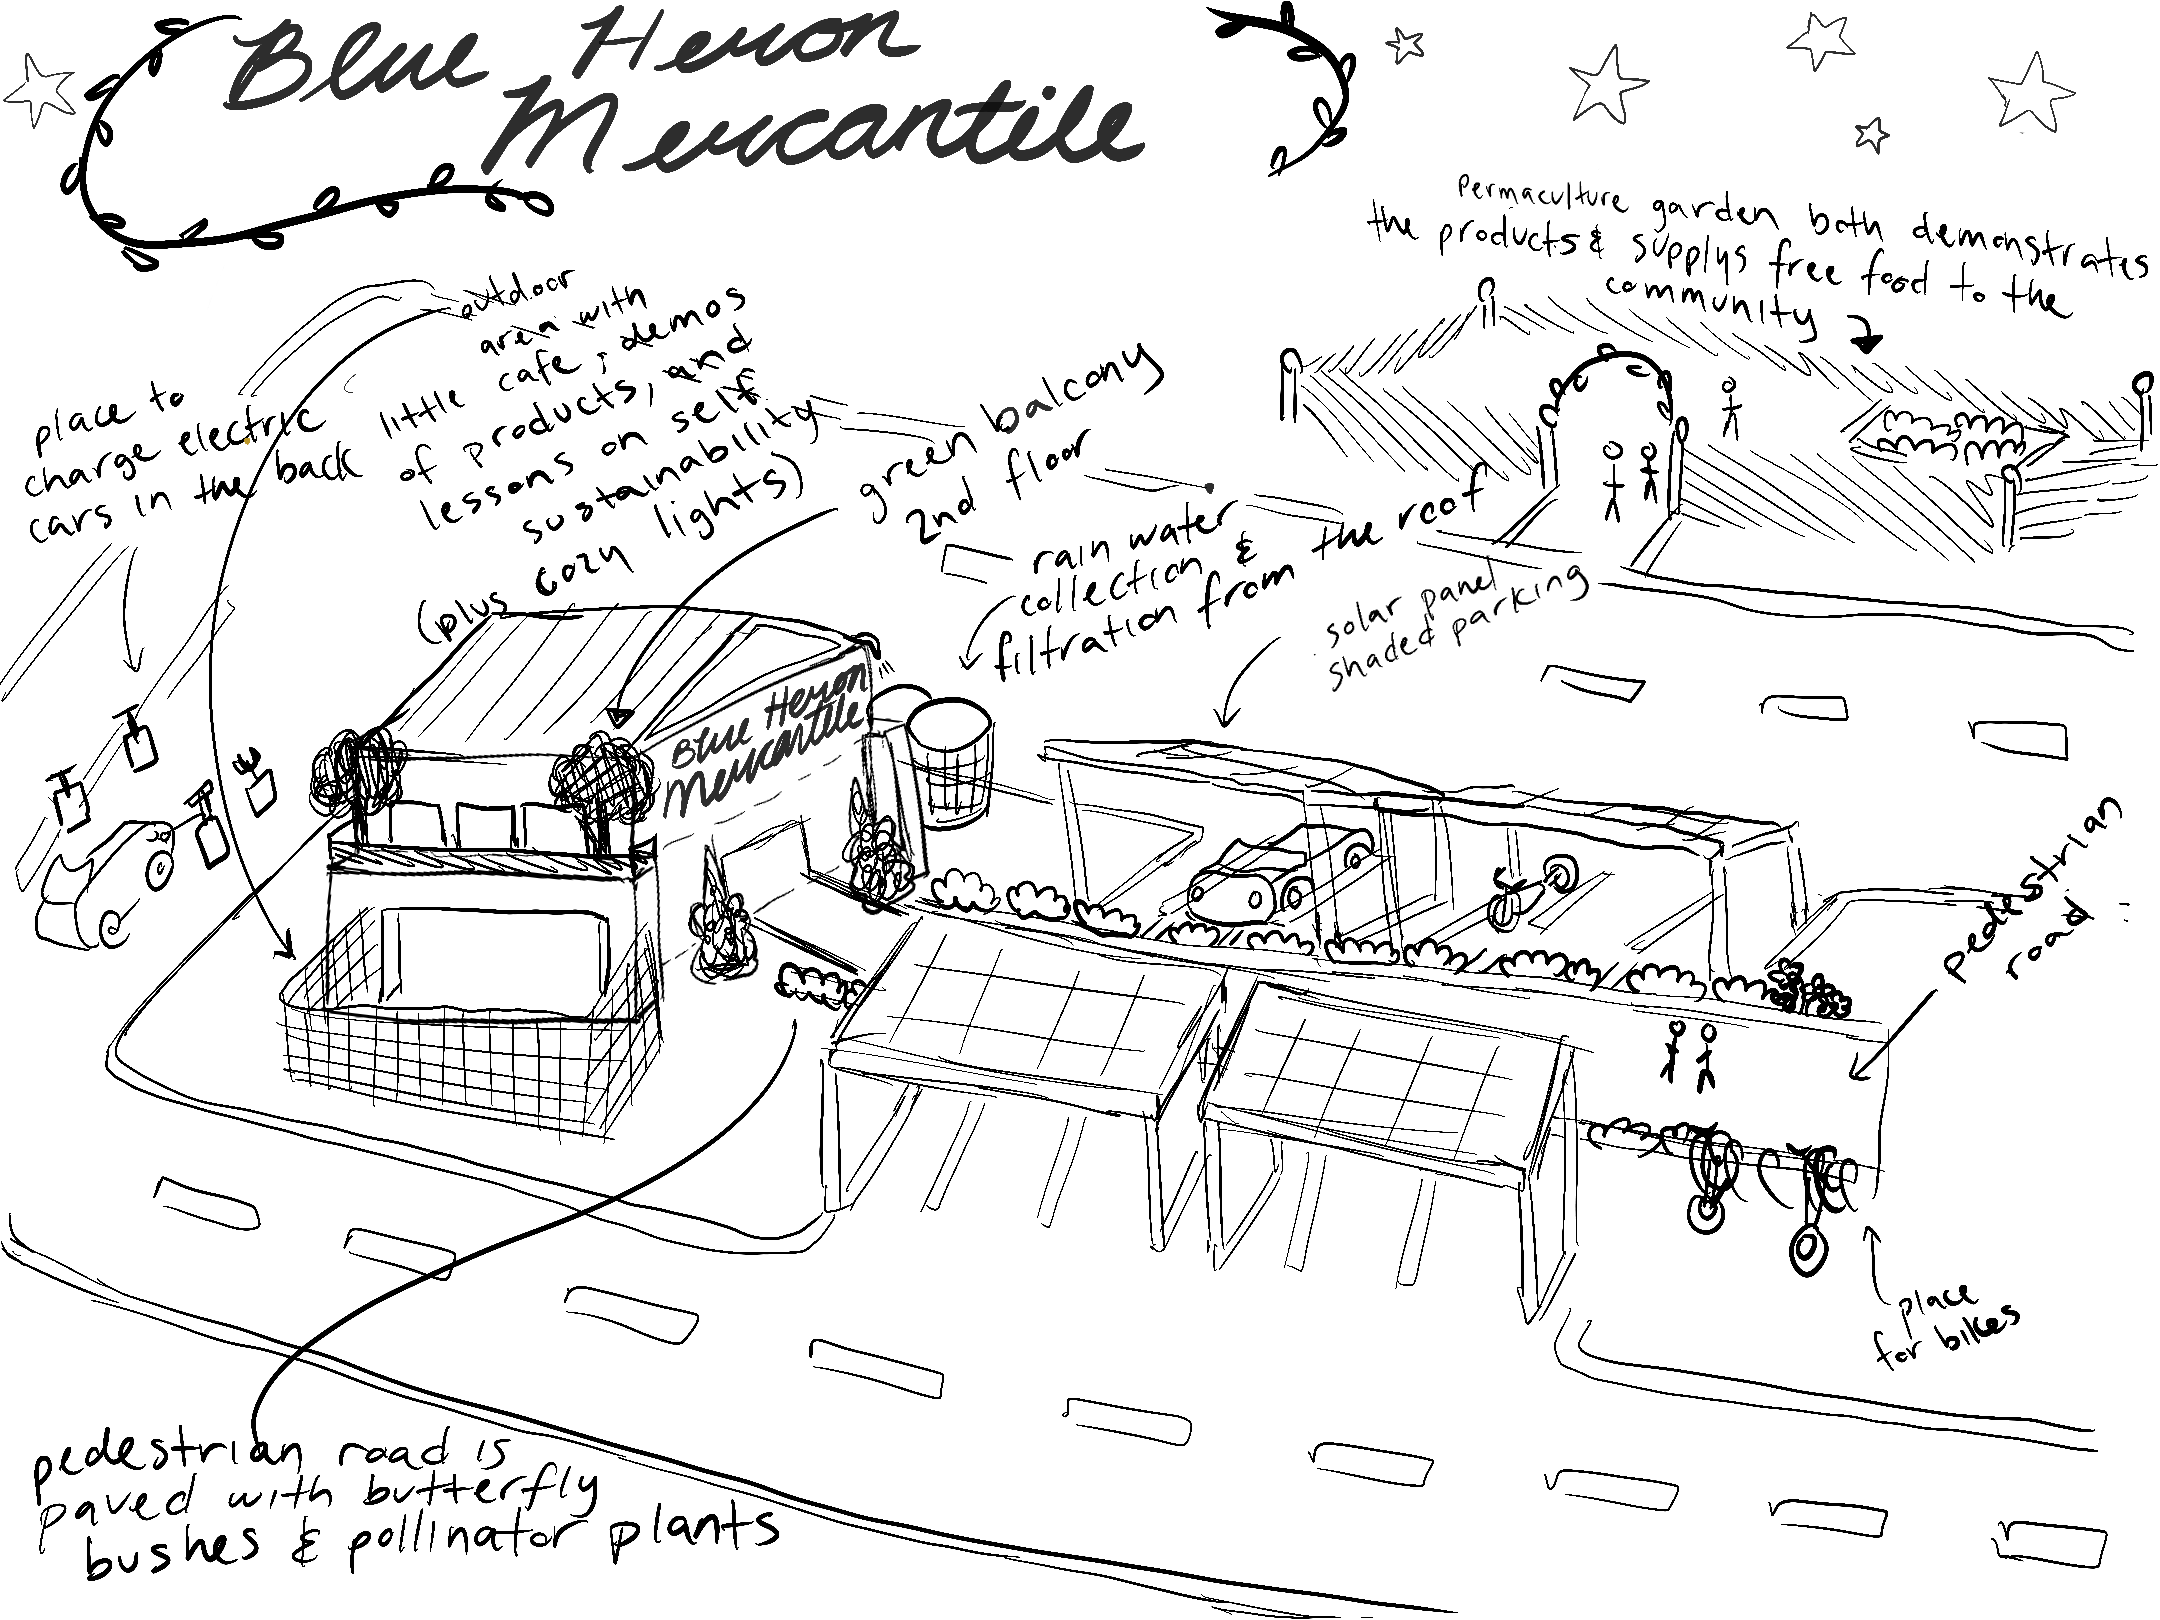 Blue Heron
Mercantile
Permaculture garden both demonstrates
the products & supplys free food to the
community
outdoor
area with
little cafe, demos
of products, and
lessons on self
sustainability
(plus cozy lights)
place to
charge electric
cars in the back
green balcony
2nd floor
rain water
collection &
filtration from the roof
solar panel
shaded parking
Blue Heron
Mercantile
pedestrian
road
place
for bikes
pedestrian road is
paved with butterfly
bushes & pollinator plants